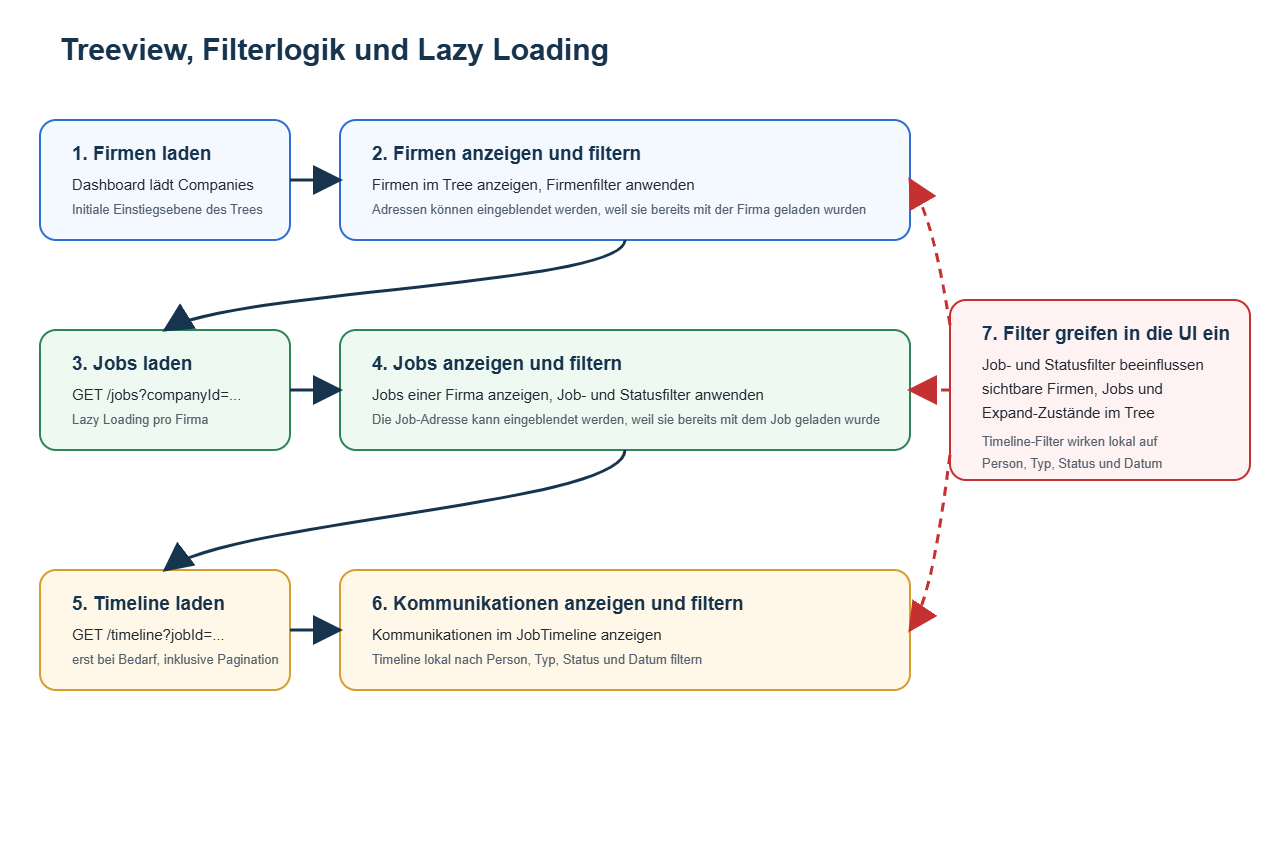 Treeview, Filterlogik und Lazy Loading
1. Firmen laden
Dashboard lädt Companies
Initiale Einstiegsebene des Trees
2. Firmen anzeigen und filtern
Firmen im Tree anzeigen, Firmenfilter anwenden
Adressen können eingeblendet werden, weil sie bereits mit der Firma geladen wurden
3. Jobs laden
GET /jobs?companyId=...
Lazy Loading pro Firma
4. Jobs anzeigen und filtern
Jobs einer Firma anzeigen, Job- und Statusfilter anwenden
Die Job-Adresse kann eingeblendet werden, weil sie bereits mit dem Job geladen wurde
5. Timeline laden
GET /timeline?jobId=...
erst bei Bedarf, inklusive Pagination
6. Kommunikationen anzeigen und filtern
Kommunikationen im JobTimeline anzeigen
Timeline lokal nach Person, Typ, Status und Datum filtern
7. Filter greifen in die UI ein
Job- und Statusfilter beeinflussen
sichtbare Firmen, Jobs und
Expand-Zustände im Tree
Timeline-Filter wirken lokal auf
Person, Typ, Status und Datum